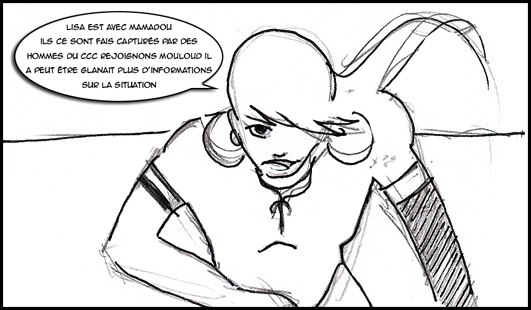 LISA EST AVEC MAMADOU
ILS CE SONT FAIS CAPTURÉS PAR DES
HOMMES DU CCC REJOIGNONS MOULOUD IL
A PEUT ÊTRE GLANAIT PLUS D'INFORMATIONS
SUR LA SITUATION